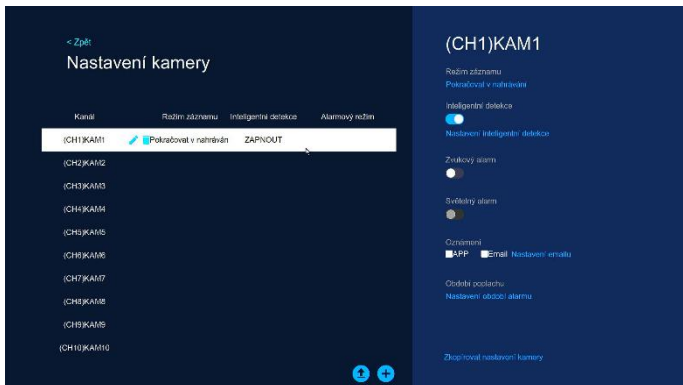 < Zpět
Nastavení kamery
Kanál Režim záznamu Inteligentní detekce Alarmový režim
(CH1)KAM1 Pokračovat v nahráván ZAPNOUT
(CH2)KAM2
(CH3)KAM3
(CH4)KAM4
(CH5)KAM5
(CH6)KAM6
(CH7)KAM7
(CH8)KAM8
(CH9)KAM9
(CH10)KAM10
(CH1)KAM1
Režim záznamu
Pokračovat v nahrávání
Inteligentní detekce
Nastavení inteligentní detekce
Zvukový alarm
Světelný alarm
Oznámení
APP Email Nastavení emailu
Období poplachu
Nastavení období alarmu
Zkopírovat nastavení kamery